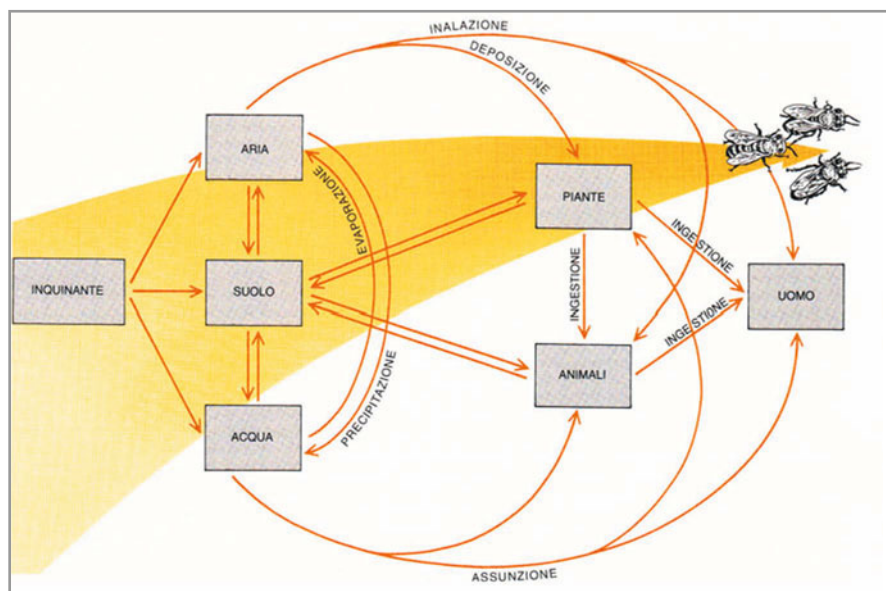 INALAZIONE
DEPOSIZIONE
ARIA
EVAPORAZIONE
PIANTE
INGESTIONE
INQUINANTE
SUOLO
INGESTIONE
UOMO
INGESTIONE
PRECIPITAZIONE
ANIMALI
ACQUA
ASSUNZIONE